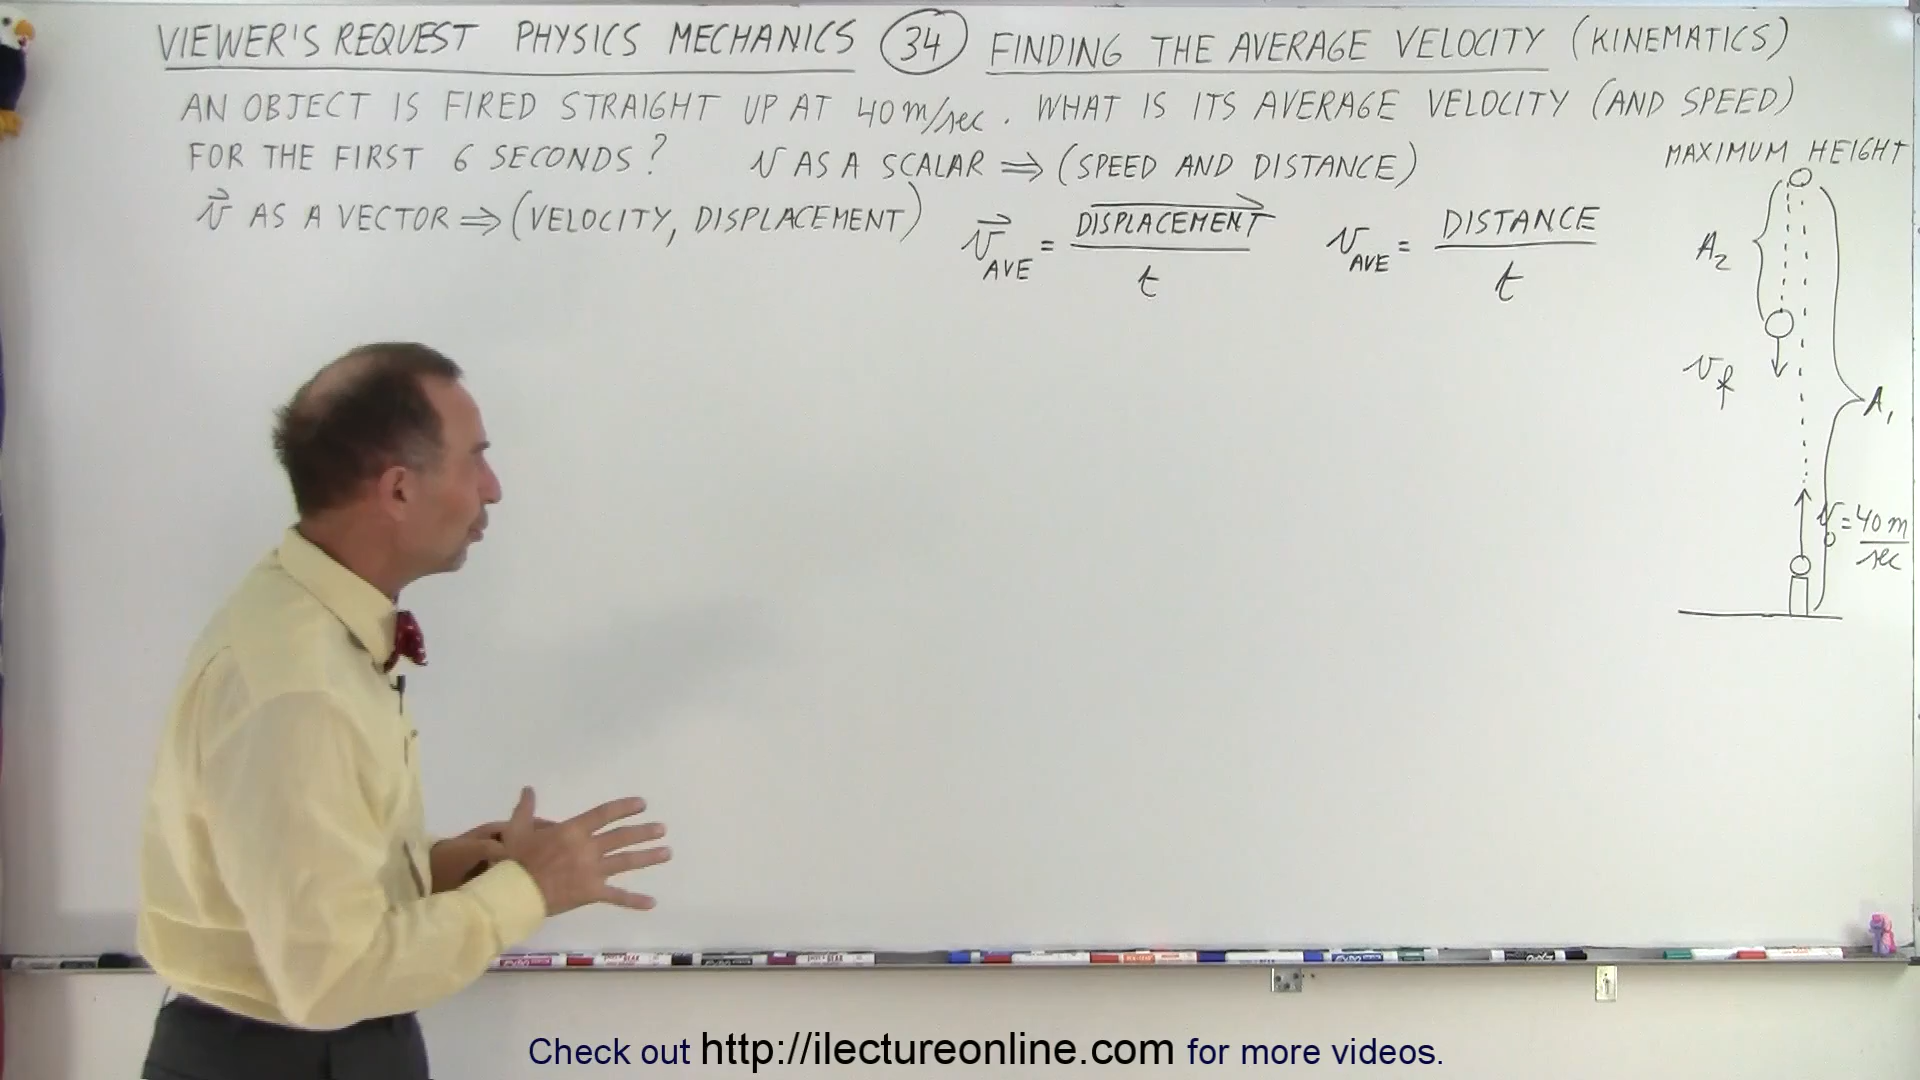 VIEWER'S REQUEST PHYSICS MECHANICS 34 FINDING THE AVERAGE VELOCITY (KINEMATICS)
AN OBJECT IS FIRED STRAIGHT UP AT 40 m/sec. WHAT IS ITS AVERAGE VELOCITY (AND SPEED)
FOR THE FIRST 6 SECONDS? v AS A SCALAR ⇒ (SPEED AND DISTANCE)
v⃗ AS A VECTOR ⇒ (VELOCITY, DISPLACEMENT)
v⃗ AVE = DISPLACEMENT / t
v AVE = DISTANCE / t
MAXIMUM HEIGHT
A₂
v f
A₁
v₀ = 40 m / sec
Check out http://ilectureonline.com for more videos.